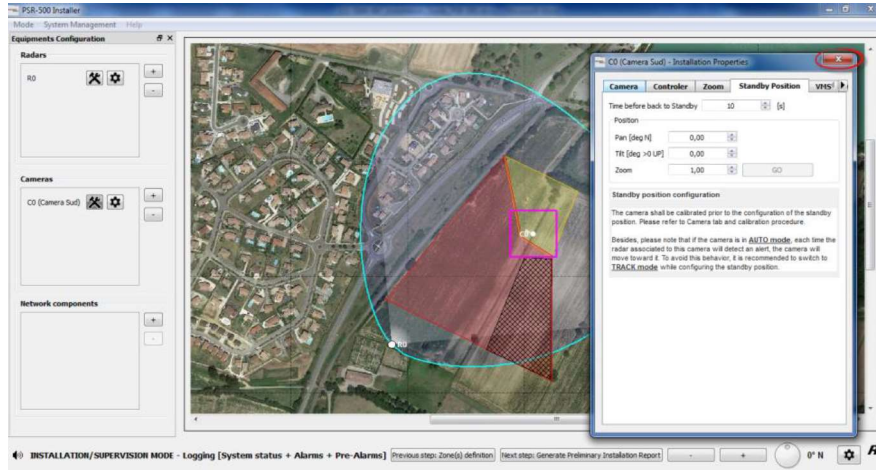 PSR-500 Installer
Mode System Management Help
Equipments Configuration
Radars
R0
+
-
Cameras
C0 (Camera Sud)
+
-
Network components
+
-
R0
C0 (Camera Sud) - Installation Properties
Camera Controler Zoom Standby Position VMS
Time before back to Standby 10 [s]
Position
Pan [deg N] 0,00
Tilt [deg >0 UP] 0,00
Zoom 1,00 GO
Standby position configuration
The camera shall be calibrated prior to the configuration of the standby
position. Please refer to Camera tab and calibration procedure.
Besides, please note that if the camera is in AUTO mode, each time the
radar associated to this camera will detect an alert, the camera will
move toward it. To avoid this behavior, it is recommended to switch to
TRACK mode while configuring the standby position.
INSTALLATION/SUPERVISION MODE - Logging [System status + Alarms + Pre-Alarms] Previous step: Zone(s) definition Next step: Generate Preliminary Installation Report - + 0° N